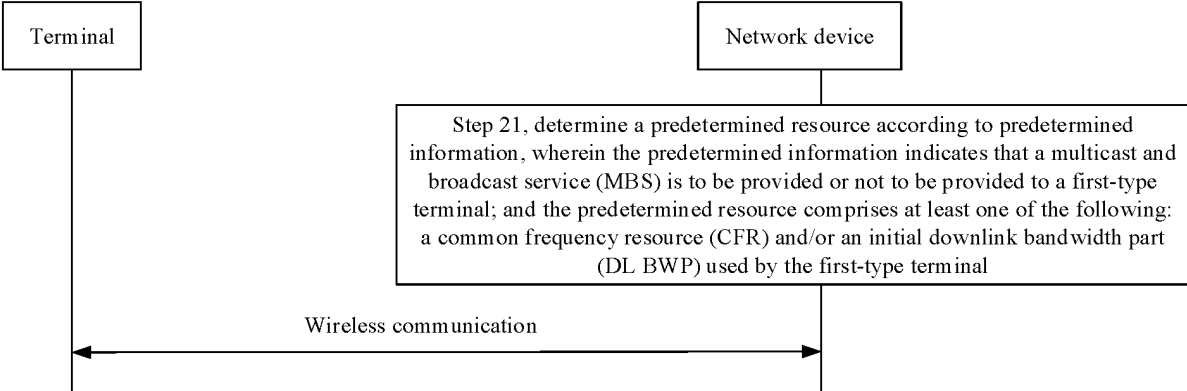 Terminal
Network device
Step 21, determine a predetermined resource according to predetermined
information, wherein the predetermined information indicates that a multicast and
broadcast service (MBS) is to be provided or not to be provided to a first-type
terminal; and the predetermined resource comprises at least one of the following:
a common frequency resource (CFR) and/or an initial downlink bandwidth part
(DL BWP) used by the first-type terminal
Wireless communication